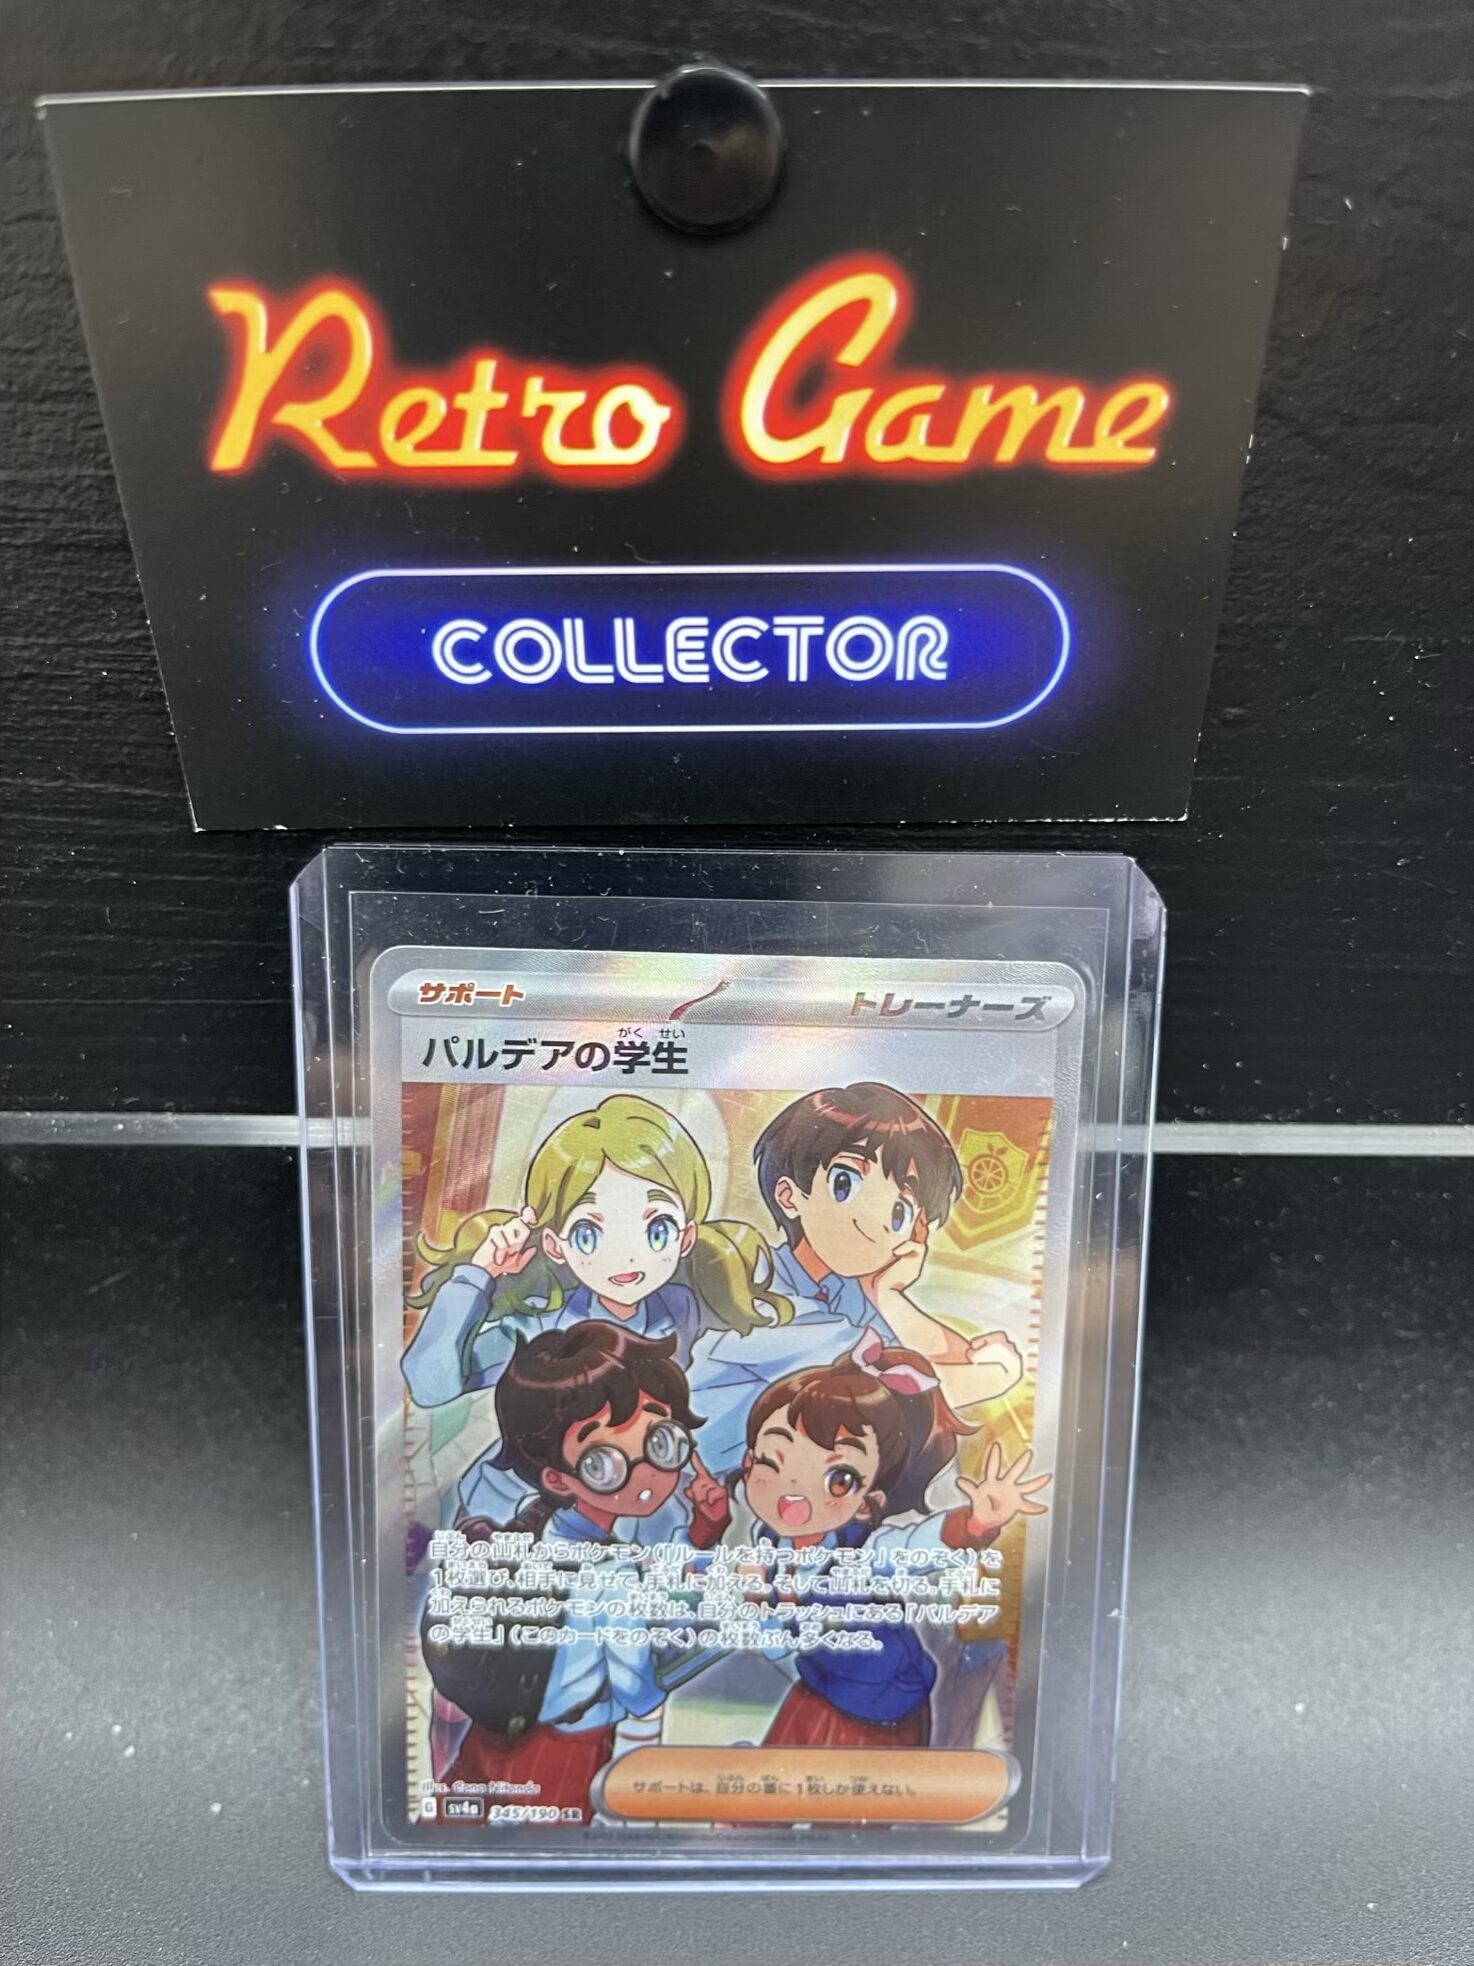 Retro Game
COLLECTOR
サポート
トレーナーズ
パルデアの学生
がく せい
自分の山札からポケモン(「ルールを持つポケモン」をのぞく)を
1枚選び、相手に見せて、手札に加える。そして山札を切る。手札に
加えられるポケモンの枚数は、自分のトラッシュにある「パルデア
の学生」(このカードをのぞく)の枚数ぶん多くなる。
サポートは、自分の番に1枚しか使えない。
Illus. Cona Nitanda
G sv4a 345/190 SR